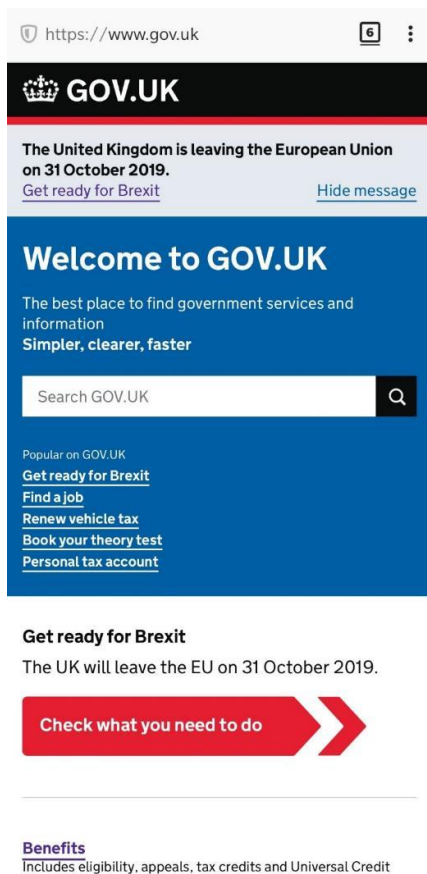 https://www.gov.uk
6
GOV.UK
The United Kingdom is leaving the European Union
on 31 October 2019.
Get ready for Brexit
Hide message
Welcome to GOV.UK
The best place to find government services and
information
Simpler, clearer, faster
Search GOV.UK
Popular on GOV.UK
Get ready for Brexit
Find a job
Renew vehicle tax
Book your theory test
Personal tax account
Get ready for Brexit
The UK will leave the EU on 31 October 2019.
Check what you need to do
Benefits
Includes eligibility, appeals, tax credits and Universal Credit